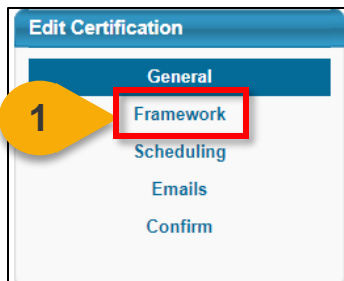 Edit Certification
General
1
Framework
Scheduling
Emails
Confirm